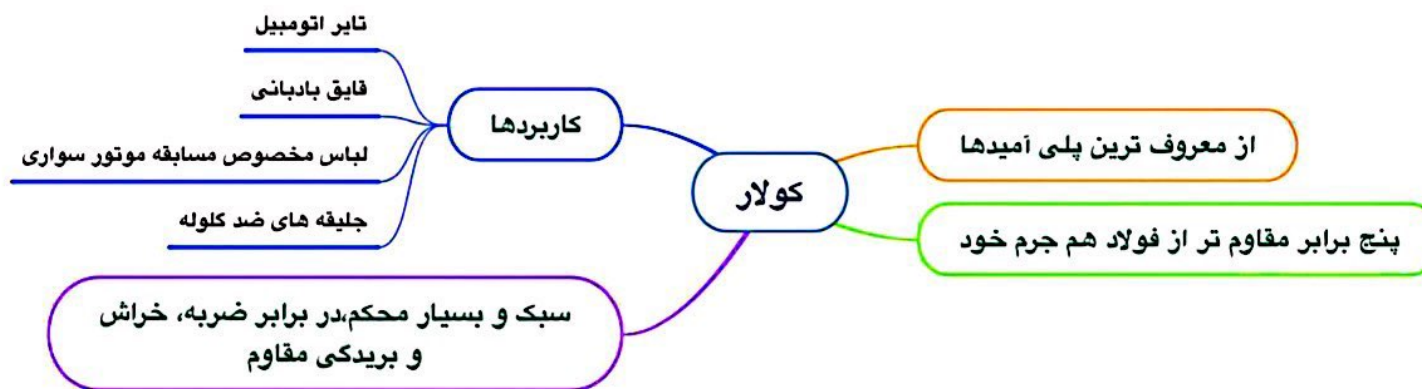 کولار
از معروف ترین پلی آمیدها
پنج برابر مقاوم تر از فولاد هم جرم خود
کاربردها
تایر اتومبیل
قایق بادبانی
لباس مخصوص مسابقه موتور سواری
جلیقه های ضد گلوله
سبک و بسیار محکم،در برابر ضربه، خراش
و بریدگی مقاوم